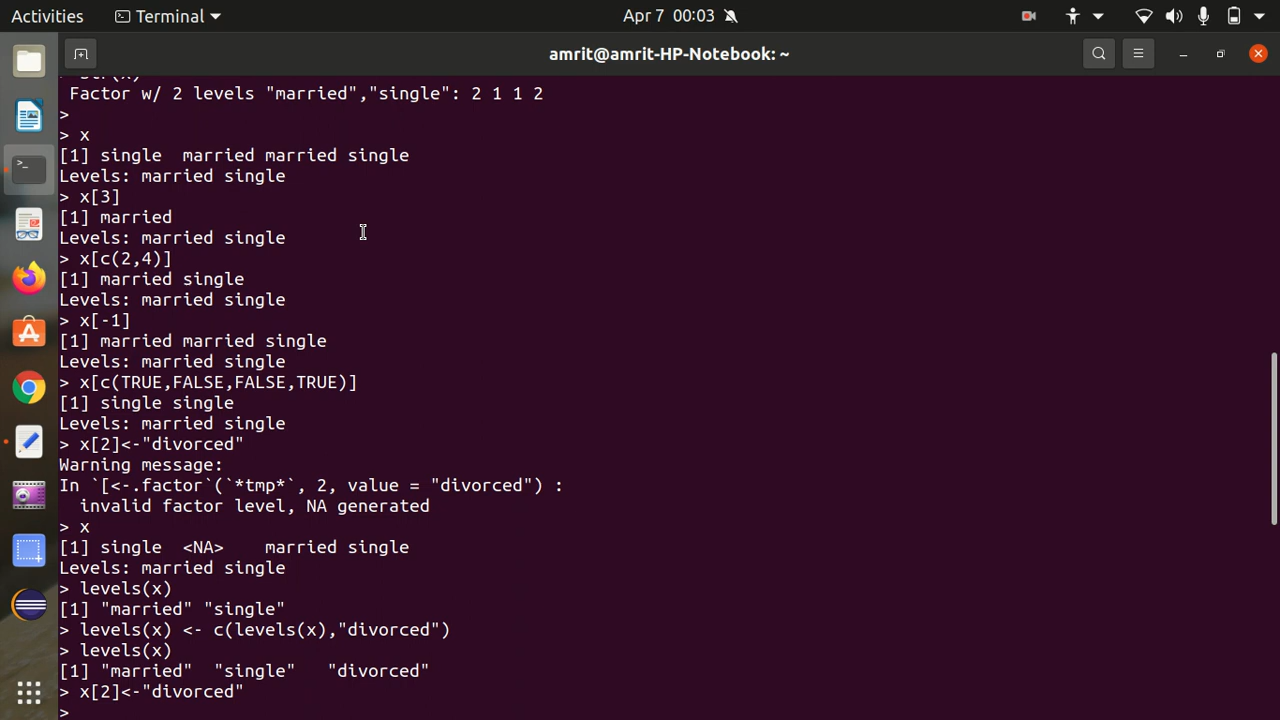 Activities Terminal Apr 7 00:03
amrit@amrit-HP-Notebook: ~
> str(x)
 Factor w/ 2 levels "married","single": 2 1 1 2
>
> x
[1] single  married married single
Levels: married single
> x[3]
[1] married
Levels: married single
> x[c(2,4)]
[1] married single
Levels: married single
> x[-1]
[1] married married single
Levels: married single
> x[c(TRUE,FALSE,FALSE,TRUE)]
[1] single single
Levels: married single
> x[2]<-"divorced"
Warning message:
In `[<-.factor`(`*tmp*`, 2, value = "divorced") :
  invalid factor level, NA generated
> x
[1] single  <NA>    married single
Levels: married single
> levels(x)
[1] "married" "single"
> levels(x) <- c(levels(x),"divorced")
> levels(x)
[1] "married"  "single"   "divorced"
> x[2]<-"divorced"
>